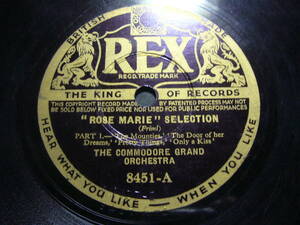 BRITISH
REX
REGD. TRADE MARK
THE KING OF RECORDS
THIS COPYRIGHT RECORD MADE BY PATENTED PROCESS MAY NOT
BE SOLD BELOW FIXED PRICE NOR USED FOR PUBLIC PERFORMANCES
"ROSE MARIE" SELECTION
(Friml)
PART 1.— The Mounties,' 'The Door of her
Dreams,' 'Pretty Things,' 'Only a Kiss'
THE COMMODORE GRAND
ORCHESTRA
8451-A
HEAR WHAT YOU LIKE — WHEN YOU LIKE